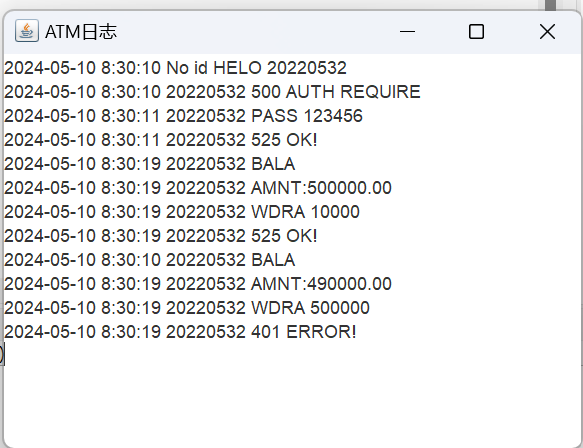 ATM日志
2024-05-10 8:30:10 No id HELO 20220532
2024-05-10 8:30:10 20220532 500 AUTH REQUIRE
2024-05-10 8:30:11 20220532 PASS 123456
2024-05-10 8:30:11 20220532 525 OK!
2024-05-10 8:30:19 20220532 BALA
2024-05-10 8:30:19 20220532 AMNT:500000.00
2024-05-10 8:30:19 20220532 WDRA 10000
2024-05-10 8:30:19 20220532 525 OK!
2024-05-10 8:30:10 20220532 BALA
2024-05-10 8:30:19 20220532 AMNT:490000.00
2024-05-10 8:30:19 20220532 WDRA 500000
2024-05-10 8:30:19 20220532 401 ERROR!
)